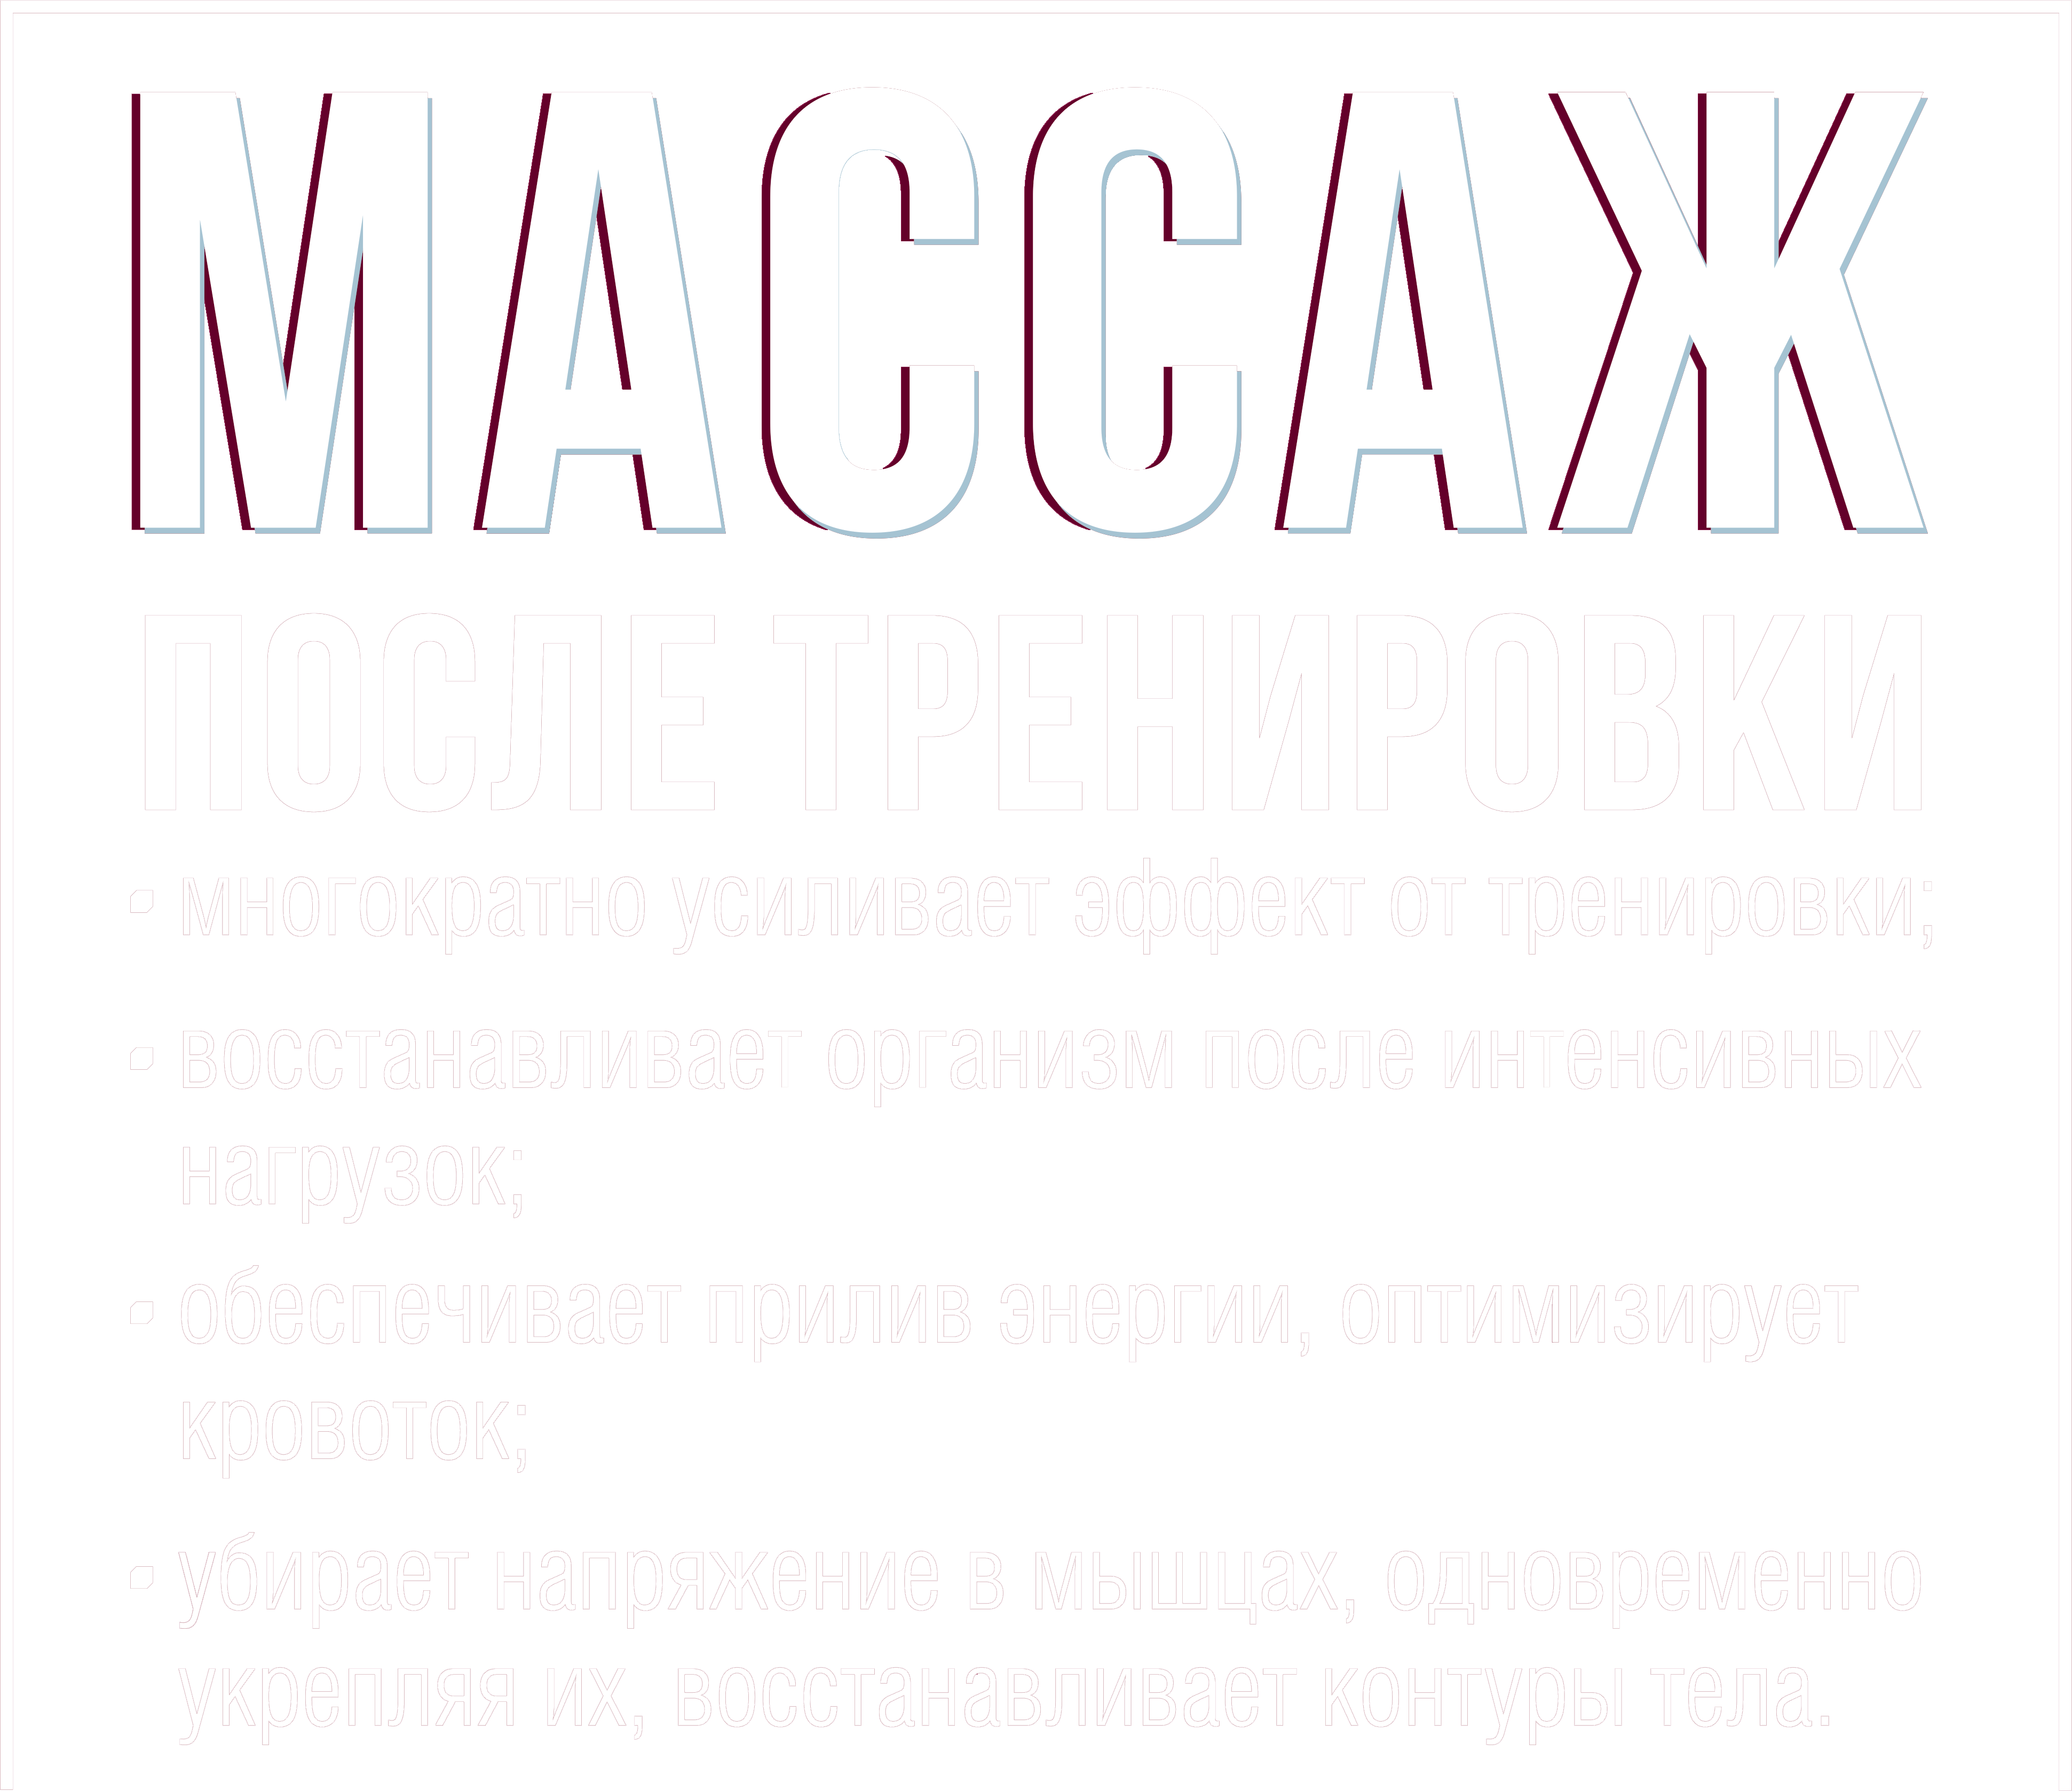 МАССАЖ
ПОСЛЕ ТРЕНИРОВКИ
многократно усиливает эффект от тренировки;
восстанавливает организм после интенсивных
нагрузок;
обеспечивает прилив энергии, оптимизирует
кровоток;
убирает напряжение в мышцах, одновременно
укрепляя их, восстанавливает контуры тела.